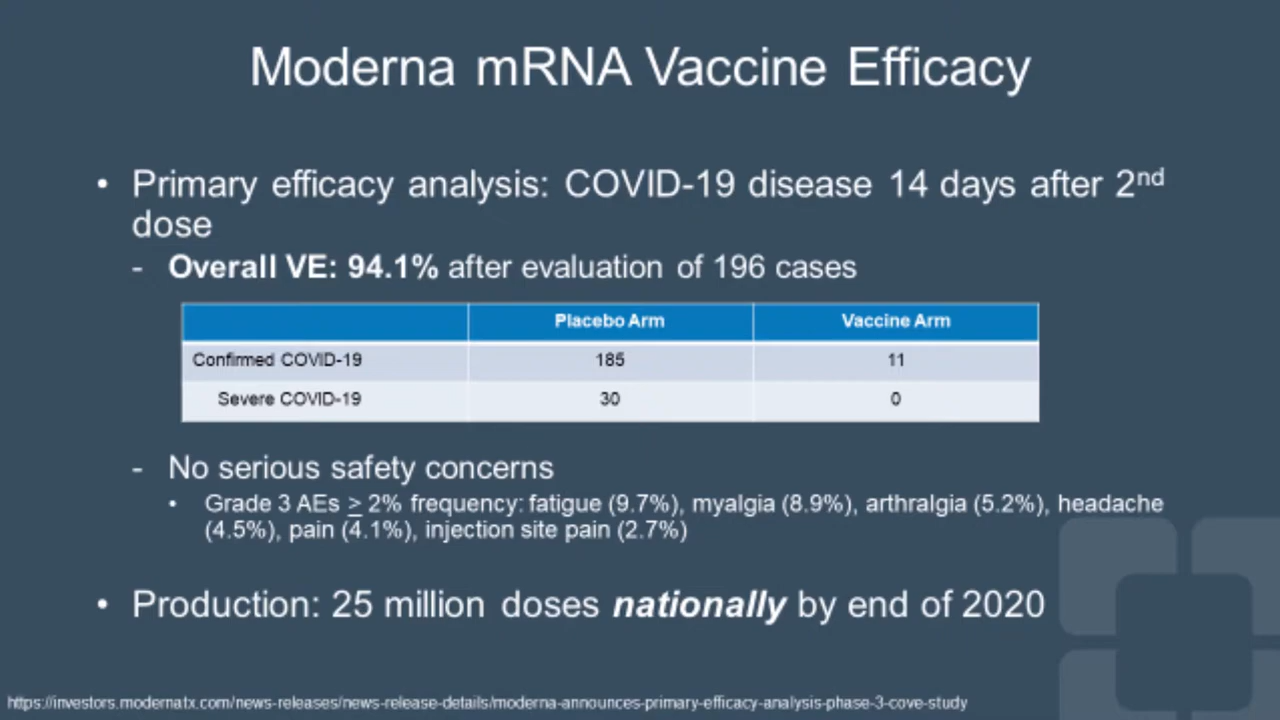 Moderna mRNA Vaccine Efficacy
• Primary efficacy analysis: COVID-19 disease 14 days after 2nd
dose
- Overall VE: 94.1% after evaluation of 196 cases
Placebo Arm Vaccine Arm
Confirmed COVID-19 185 11
Severe COVID-19 30 0
- No serious safety concerns
• Grade 3 AEs ≥ 2% frequency: fatigue (9.7%), myalgia (8.9%), arthralgia (5.2%), headache
(4.5%), pain (4.1%), injection site pain (2.7%)
• Production: 25 million doses nationally by end of 2020
https://investors.modernatx.com/news-releases/news-release-details/moderna-announces-primary-efficacy-analysis-phase-3-cove-study